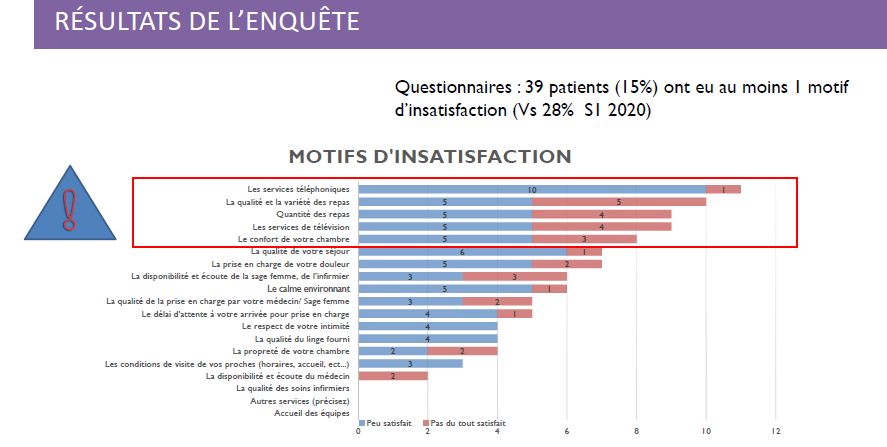 RÉSULTATS DE L’ENQUÊTE
Questionnaires : 39 patients (15%) ont eu au moins 1 motif
d’insatisfaction (Vs 28% S1 2020)
MOTIFS D'INSATISFACTION
Les services téléphoniques 10 1
La qualité et la variété des repas 5 5
Quantité des repas 5 4
Les services de télévision 5 4
Le confort de votre chambre 5 3
La qualité de votre séjour 6 1
La prise en charge de votre douleur 5 2
La disponibilité et écoute de la sage femme, de l'infirmier 3 3
Le calme environnant 5 1
La qualité de la prise en charge par votre médecin/ Sage femme 3 2
Le délai d'attente à votre arrivée pour prise en charge 4 1
Le respect de votre intimité 4
La qualité du linge fourni 4
La propreté de votre chambre 2 2
Les conditions de visite de vos proches (horaires, accueil, ect...) 3
La disponibilité et écoute du médecin 2
La qualité des soins infirmiers
Autres services (précisez)
Accueil des équipes
Peu satisfait Pas du tout satisfait
0 2 4 6 8 10 12